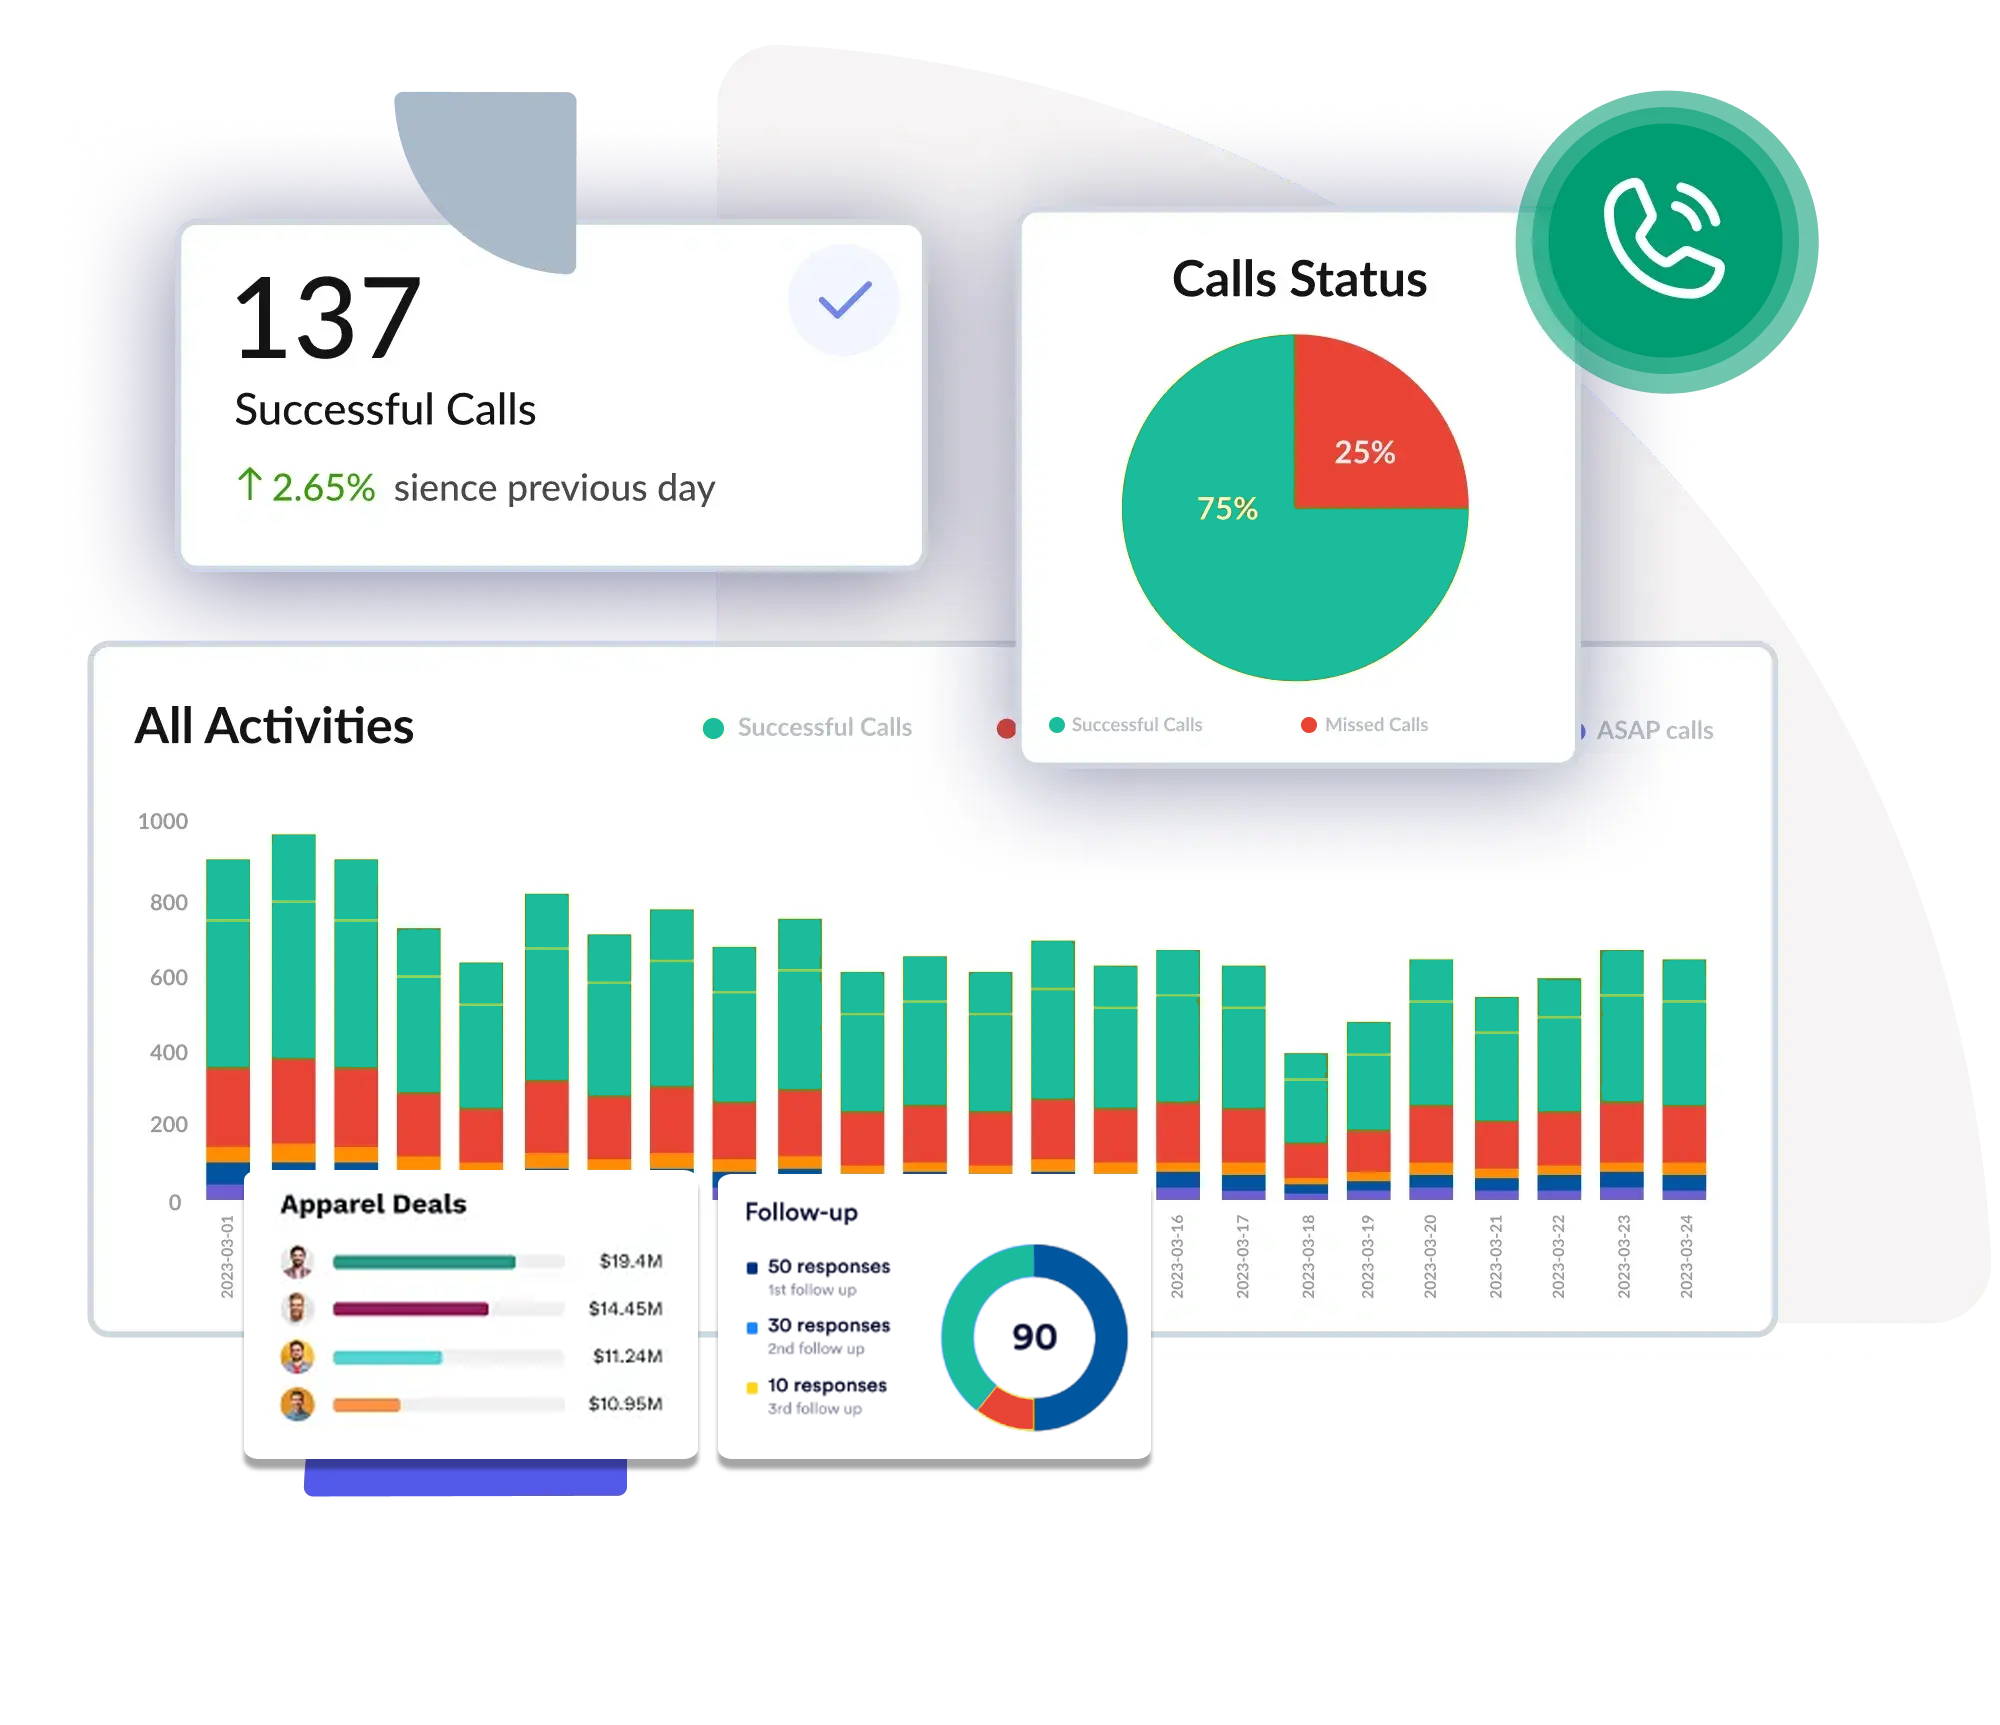 137
Successful Calls
↑ 2.65% sience previous day
Calls Status
25%
75%
Successful Calls
Missed Calls
All Activities
Successful Calls
ASAP calls
1000
800
600
400
200
0
2023-03-01
2023-03-16
2023-03-17
2023-03-18
2023-03-19
2023-03-20
2023-03-21
2023-03-22
2023-03-23
2023-03-24
Apparel Deals
$19.4M
$14.45M
$11.24M
$10.95M
Follow-up
50 responses
1st follow up
30 responses
2nd follow up
10 responses
3rd follow up
90